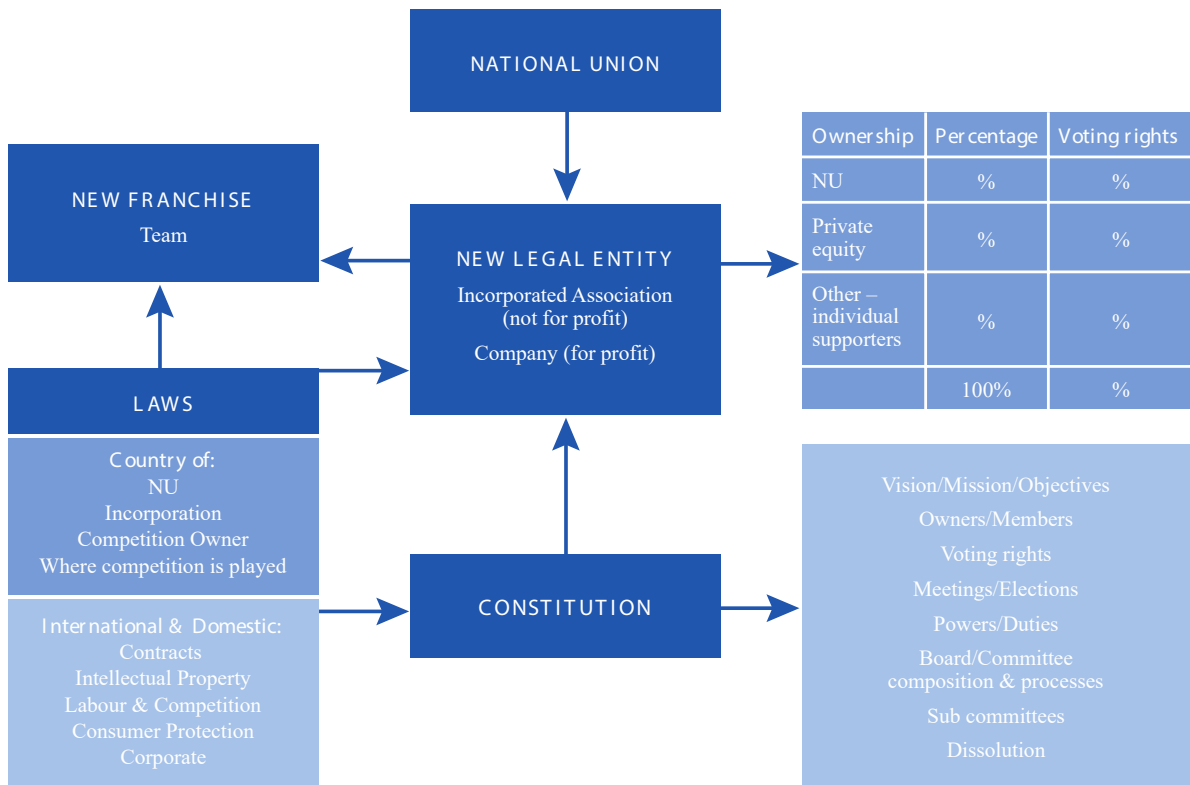 NATIONAL UNION
NEW FRANCHISE
Team
NEW LEGAL ENTITY
Incorporated Association
(not for profit)
Company (for profit)
Ownership Percentage Voting rights
NU % %
Private
equity % %
Other –
individual
supporters % %
100% %
LAWS
Country of:
NU
Incorporation
Competition Owner
Where competition is played
International & Domestic:
Contracts
Intellectual Property
Labour & Competition
Consumer Protection
Corporate
CONSTITUTION
Vision/Mission/Objectives
Owners/Members
Voting rights
Meetings/Elections
Powers/Duties
Board/Committee
composition & processes
Sub committees
Dissolution